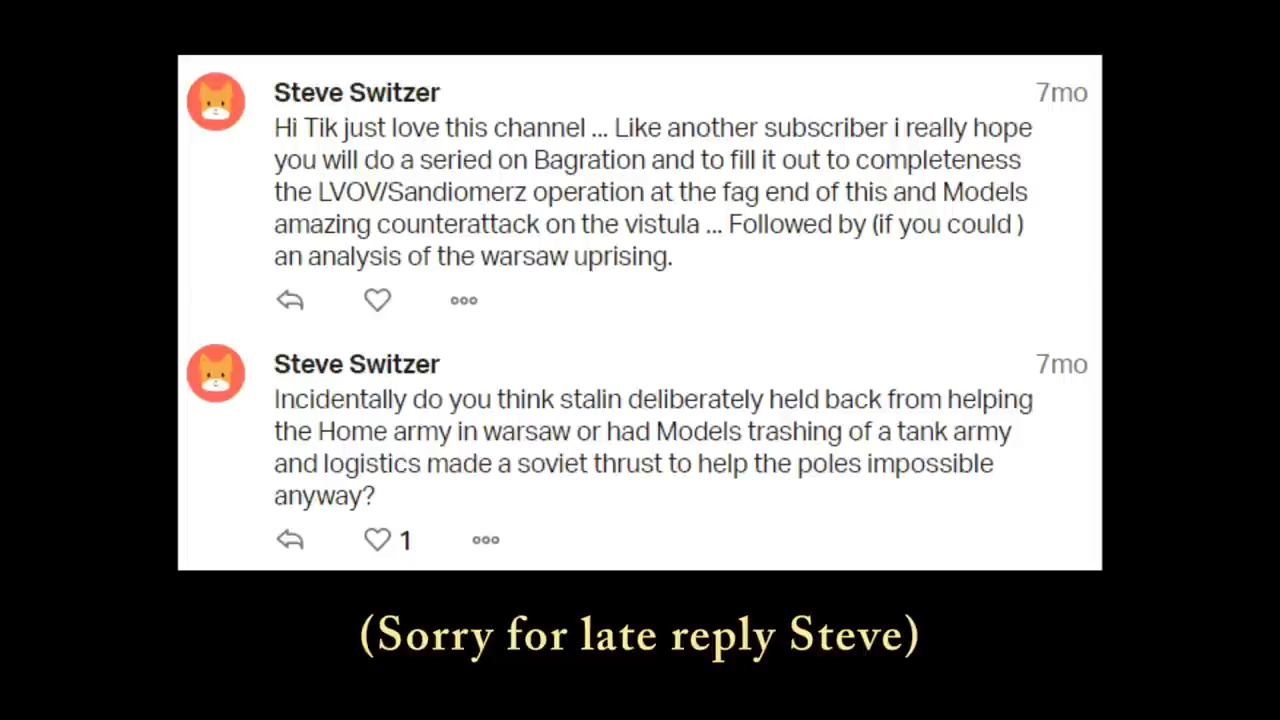 Steve Switzer 7mo
Hi Tik just love this channel ... Like another subscriber i really hope
you will do a seried on Bagration and to fill it out to completeness
the LVOV/Sandiomerz operation at the fag end of this and Models
amazing counterattack on the vistula ... Followed by (if you could )
an analysis of the warsaw uprising.
Steve Switzer 7mo
Incidentally do you think stalin deliberately held back from helping
the Home army in warsaw or had Models trashing of a tank army
and logistics made a soviet thrust to help the poles impossible
anyway?
1
(Sorry for late reply Steve)